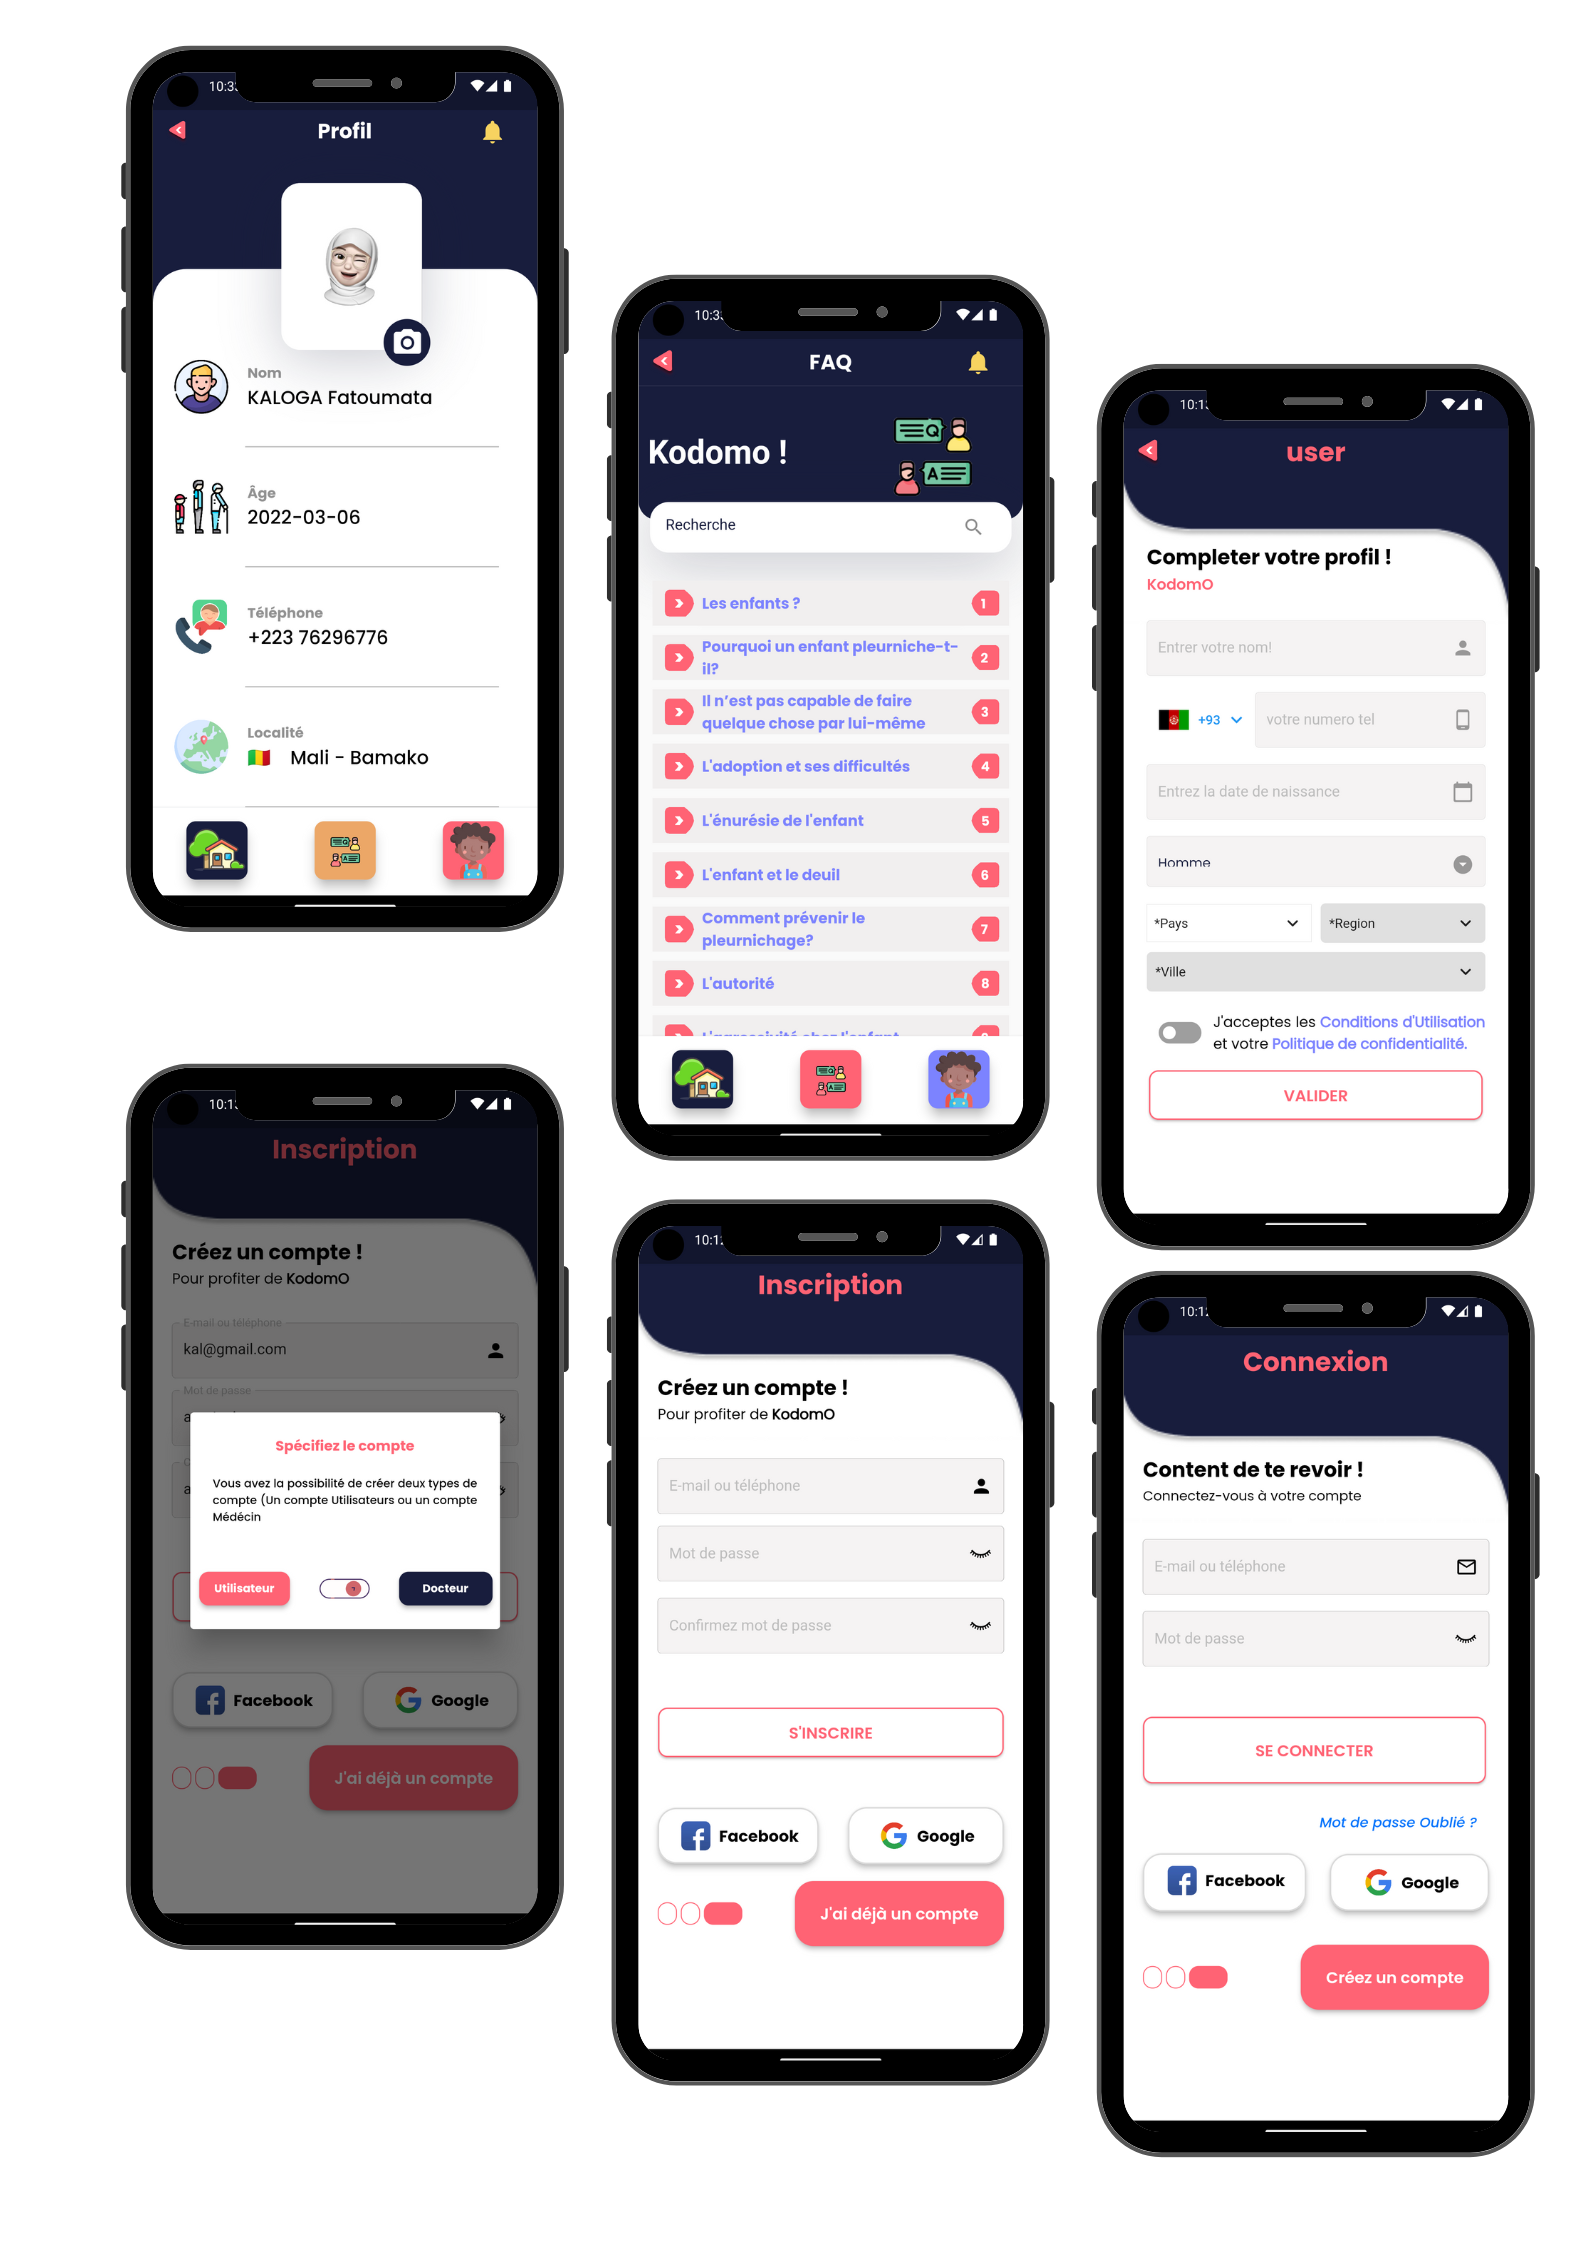 10:3
Profil
Nom
KALOGA Fatoumata
Âge
2022-03-06
Téléphone
+223 76296776
Localité
Mali - Bamako
10:3
FAQ
Kodomo !
Q
A
Recherche
Les enfants ?
1
Pourquoi un enfant pleurniche-t-
il?
2
Il n'est pas capable de faire
quelque chose par lui-même
3
L'adoption et ses difficultés
4
L'énurésie de l'enfant
5
L'enfant et le deuil
6
Comment prévenir le
pleurnichage?
7
L'autorité
8
L'agressivité chez l'enfant
10:1
user
Completer votre profil !
KodomO
Entrer votre nom!
+93
votre numero tel
Entrez la date de naissance
Homme
*Pays
*Region
*Ville
J'acceptes les Conditions d'Utilisation
et votre Politique de confidentialité.
VALIDER
10:1
Inscription
Créez un compte !
Pour profiter de KodomO
E-mail ou téléphone
kal@gmail.com
Mot de passe
Spécifiez le compte
Vous avez la possibilité de créer deux types de
compte (Un compte Utilisateurs ou un compte
Médécin
Utilisateur
Docteur
Facebook
Google
J'ai déjà un compte
10:1
Inscription
Créez un compte !
Pour profiter de KodomO
E-mail ou téléphone
Mot de passe
Confirmez mot de passe
S'INSCRIRE
Facebook
Google
J'ai déjà un compte
10:1
Connexion
Content de te revoir !
Connectez-vous à votre compte
E-mail ou téléphone
Mot de passe
SE CONNECTER
Mot de passe Oublié ?
Facebook
Google
Créez un compte